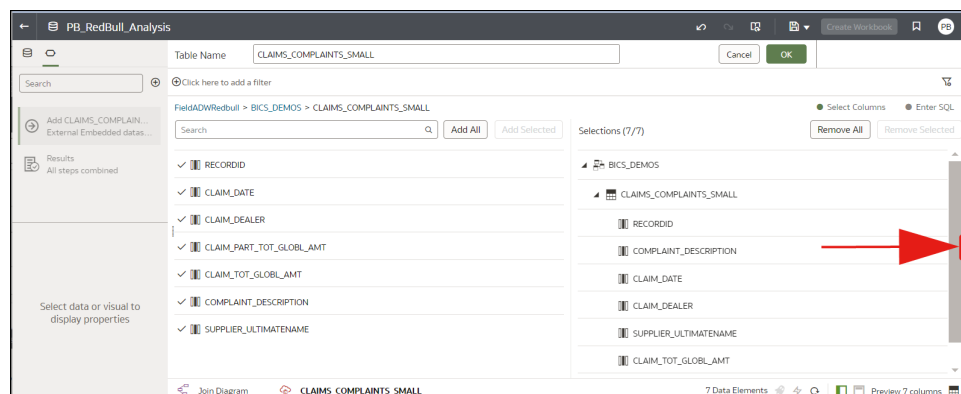 PB_RedBull_Analysis
Create Workbook
PB
Table Name
CLAIMS_COMPLAINTS_SMALL
Cancel
OK
Search
Click here to add a filter
Add CLAIMS_COMPLAIN...
External Embedded datas...
Results
All steps combined
Select data or visual to
display properties
FieldADWRedbull > BICS_DEMOS > CLAIMS_COMPLAINTS_SMALL
Select Columns
Enter SQL
Search
Add All
Add Selected
Selections (7/7)
Remove All
Remove Selected
RECORDID
CLAIM_DATE
CLAIM_DEALER
CLAIM_PART_TOT_GLOBL_AMT
CLAIM_TOT_GLOBL_AMT
COMPLAINT_DESCRIPTION
SUPPLIER_ULTIMATENAME
BICS_DEMOS
CLAIMS_COMPLAINTS_SMALL
RECORDID
COMPLAINT_DESCRIPTION
CLAIM_DATE
CLAIM_DEALER
SUPPLIER_ULTIMATENAME
CLAIM_TOT_GLOBL_AMT
Join Diagram
CLAIMS_COMPLAINTS_SMALL
7 Data Elements
Preview 7 columns